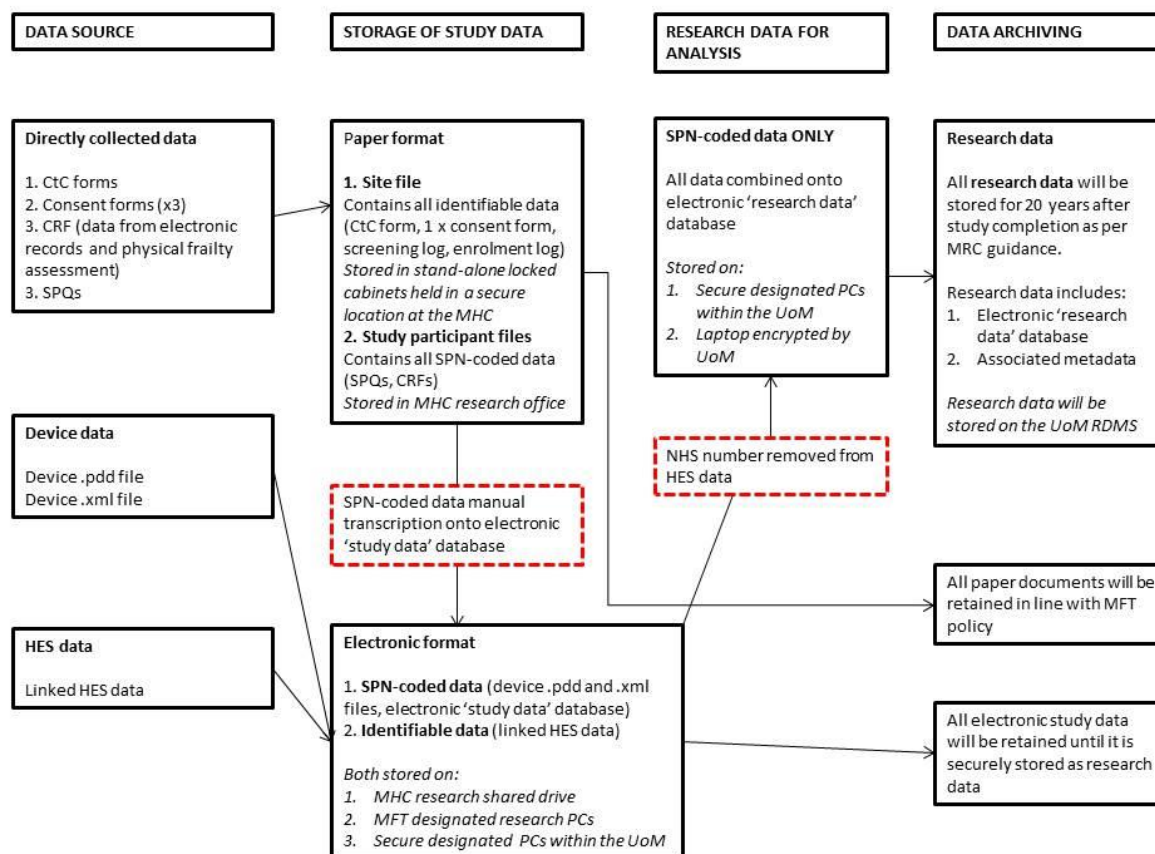 DATA SOURCE
STORAGE OF STUDY DATA
RESEARCH DATA FOR
ANALYSIS
DATA ARCHIVING
Directly collected data
1. CtC forms
2. Consent forms (x3)
3. CRF (data from electronic
records and physical frailty
assessment)
3. SPQs
Paper format
1. Site file
Contains all identifiable data
(CtC form, 1 x consent form,
screening log, enrolment log)
Stored in stand-alone locked
cabinets held in a secure
location at the MHC
2. Study participant files
Contains all SPN-coded data
(SPQs, CRFs)
Stored in MHC research office
SPN-coded data ONLY
All data combined onto
electronic ‘research data’
database
Stored on:
1. Secure designated PCs
within the UoM
2. Laptop encrypted by
UoM
Research data
All research data will be
stored for 20 years after
study completion as per
MRC guidance.
Research data includes:
1. Electronic ‘research
data’ database
2. Associated metadata
Research data will be
stored on the UoM RDMS
Device data
Device .pdd file
Device .xml file
SPN-coded data manual
transcription onto electronic
‘study data’ database
NHS number removed from
HES data
HES data
Linked HES data
Electronic format
1. SPN-coded data (device .pdd and .xml
files, electronic ‘study data’ database)
2. Identifiable data (linked HES data)
Both stored on:
1. MHC research shared drive
2. MFT designated research PCs
3. Secure designated PCs within the UoM
All paper documents will be
retained in line with MFT
policy
All electronic study data
will be retained until it is
securely stored as research
data